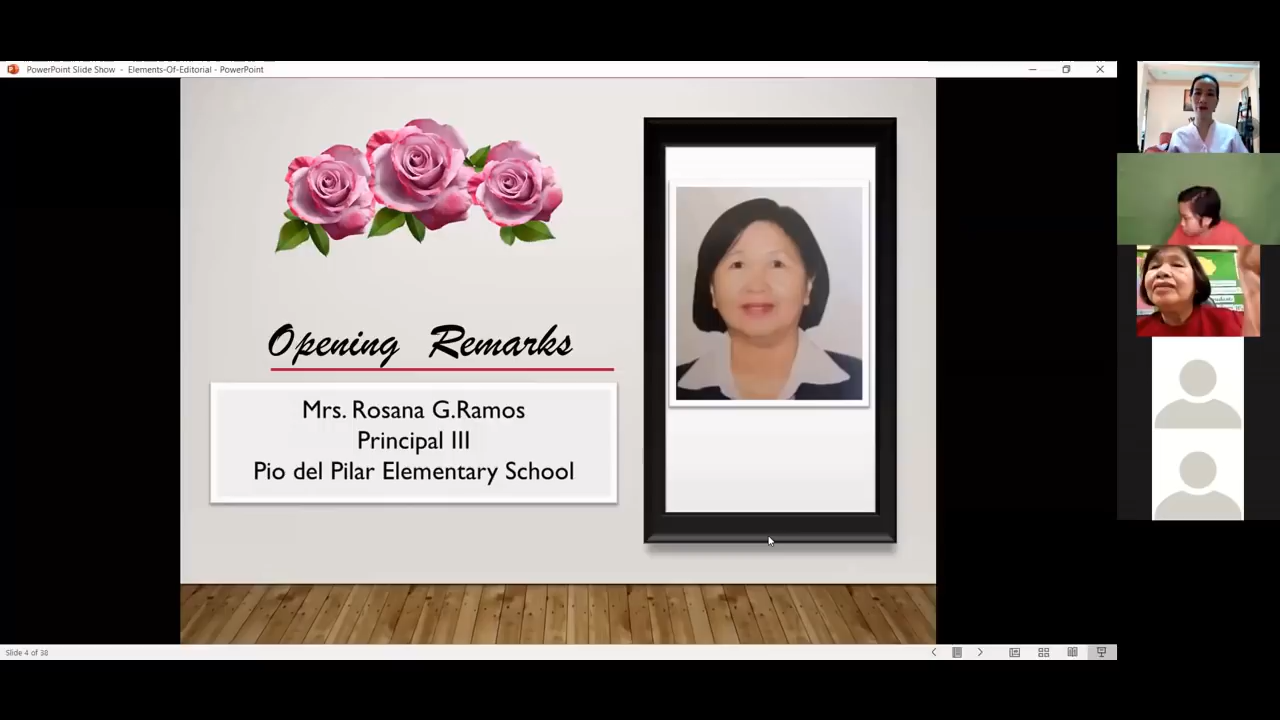 PowerPoint Slide Show - Elements-Of-Editorial - PowerPoint
Opening Remarks
Mrs. Rosana G.Ramos
Principal III
Pio del Pilar Elementary School
Slide 4 of 38